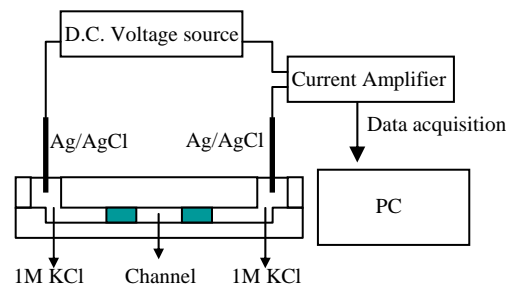 D.C. Voltage source
Current Amplifier
Ag/AgCl
Ag/AgCl
Data acquisition
PC
1M KCl
Channel
1M KCl